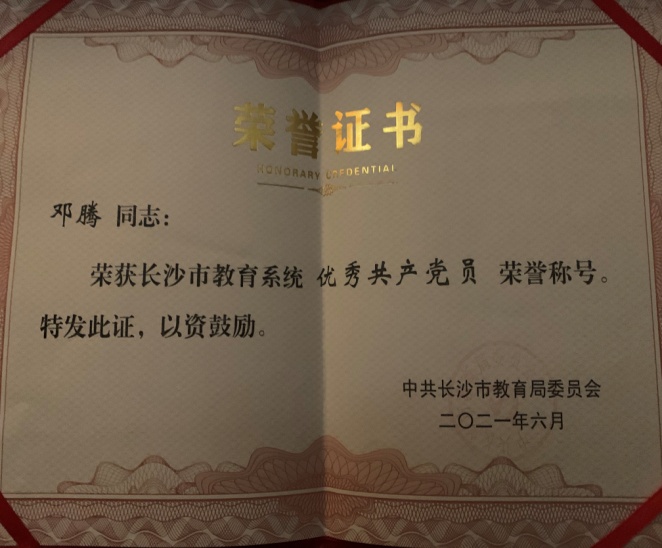 荣誉证书
HONORARY CREDENTIAL
邓腾 同志：
荣获长沙市教育系统 优秀共产党员 荣誉称号。
特发此证，以资鼓励。
中共长沙市教育局委员会
二〇二一年六月